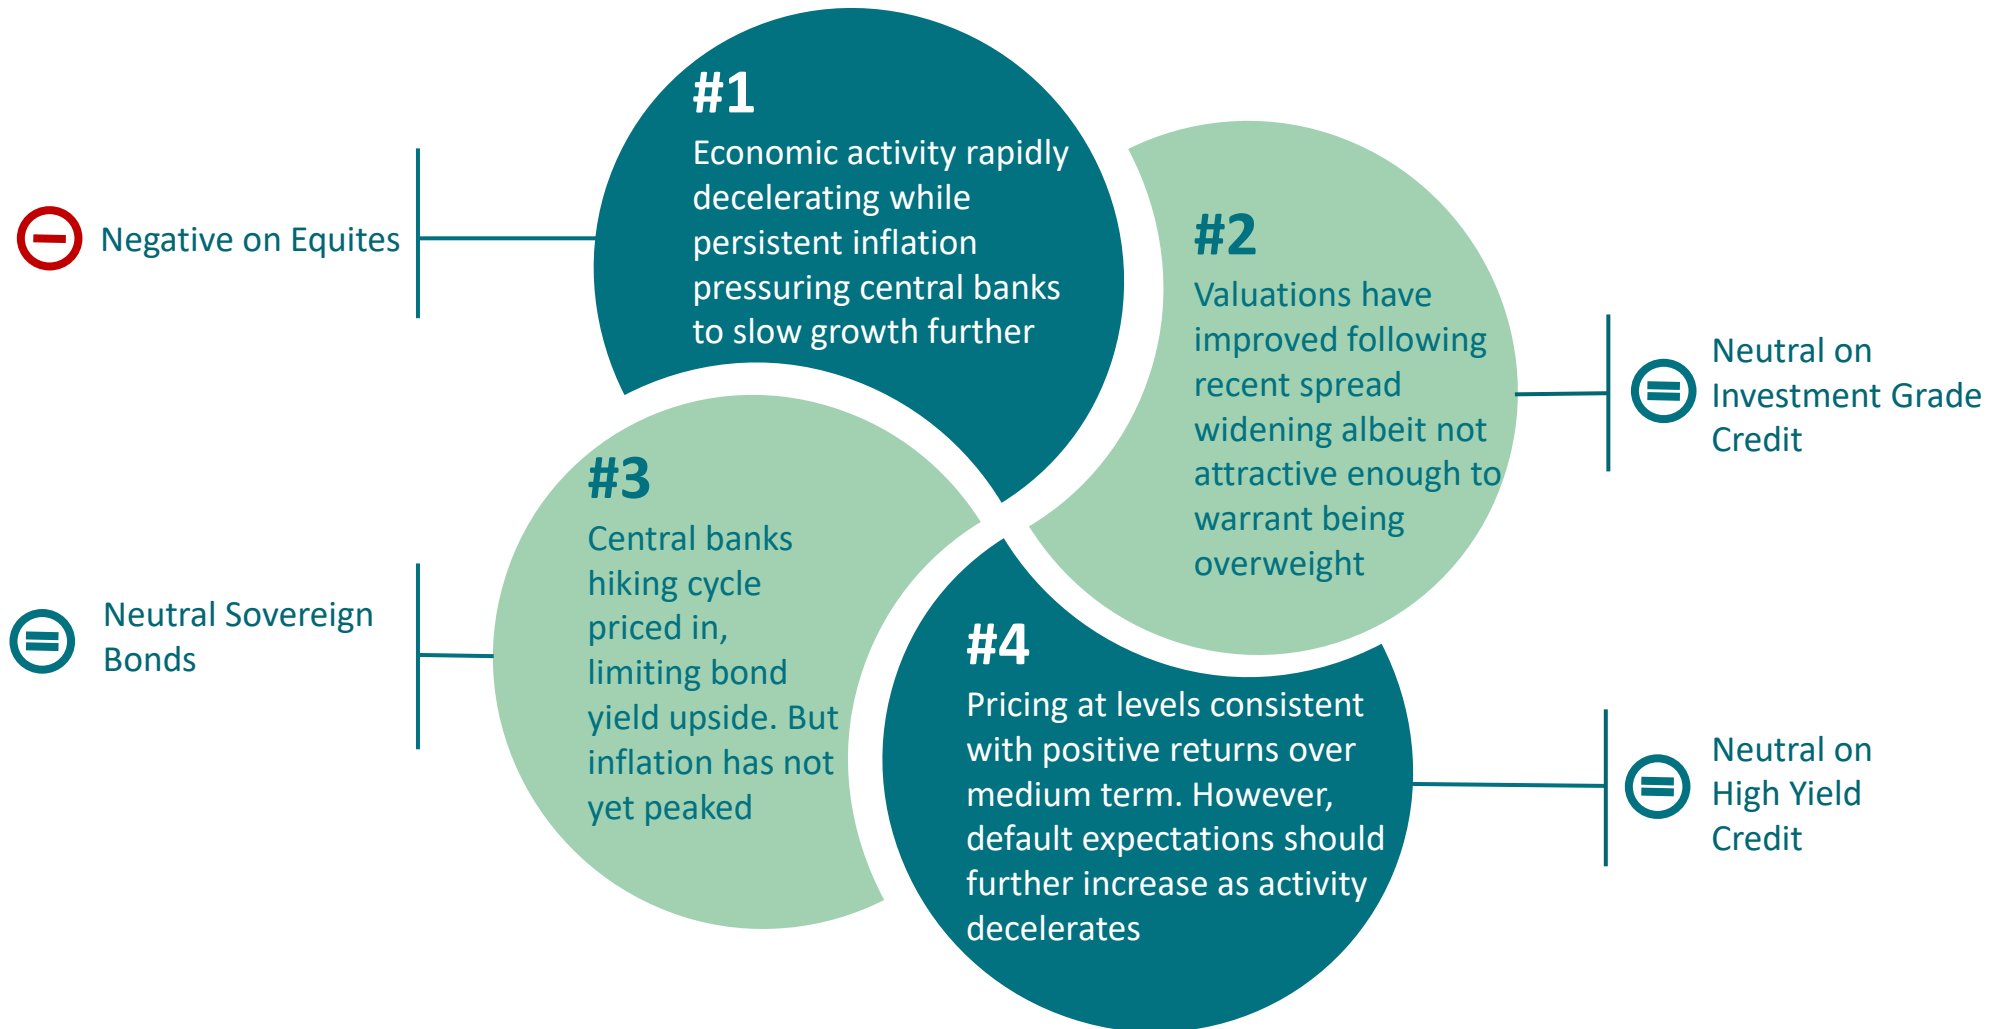 #1
Economic activity rapidly
decelerating while
persistent inflation
pressuring central banks
to slow growth further
Negative on Equites
#2
Valuations have
improved following
recent spread
widening albeit not
attractive enough to
warrant being
overweight
Neutral on
Investment Grade
Credit
#3
Central banks
hiking cycle
priced in,
limiting bond
yield upside. But
inflation has not
yet peaked
Neutral Sovereign
Bonds
#4
Pricing at levels consistent
with positive returns over
medium term. However,
default expectations should
further increase as activity
decelerates
Neutral on
High Yield
Credit